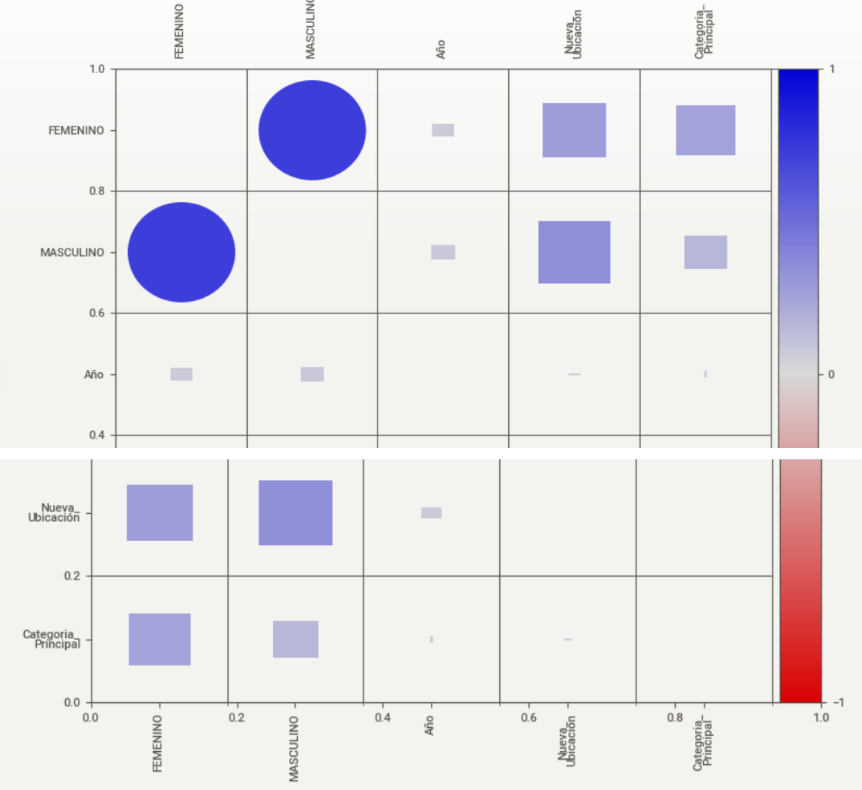 FEMENINO
MASCULINO
Año
Nueva_
Ubicación
Categoria_
Principal
1.0
1
FEMENINO
0.8
MASCULINO
0.6
Año
0
0.4
Nueva_
Ubicación
0.2
Categoria_
Principal
0.0
-1
0.0
0.2
0.4
0.6
0.8
1.0
FEMENINO
MASCULINO
Año
Nueva_
Ubicación
Categoria_
Principal